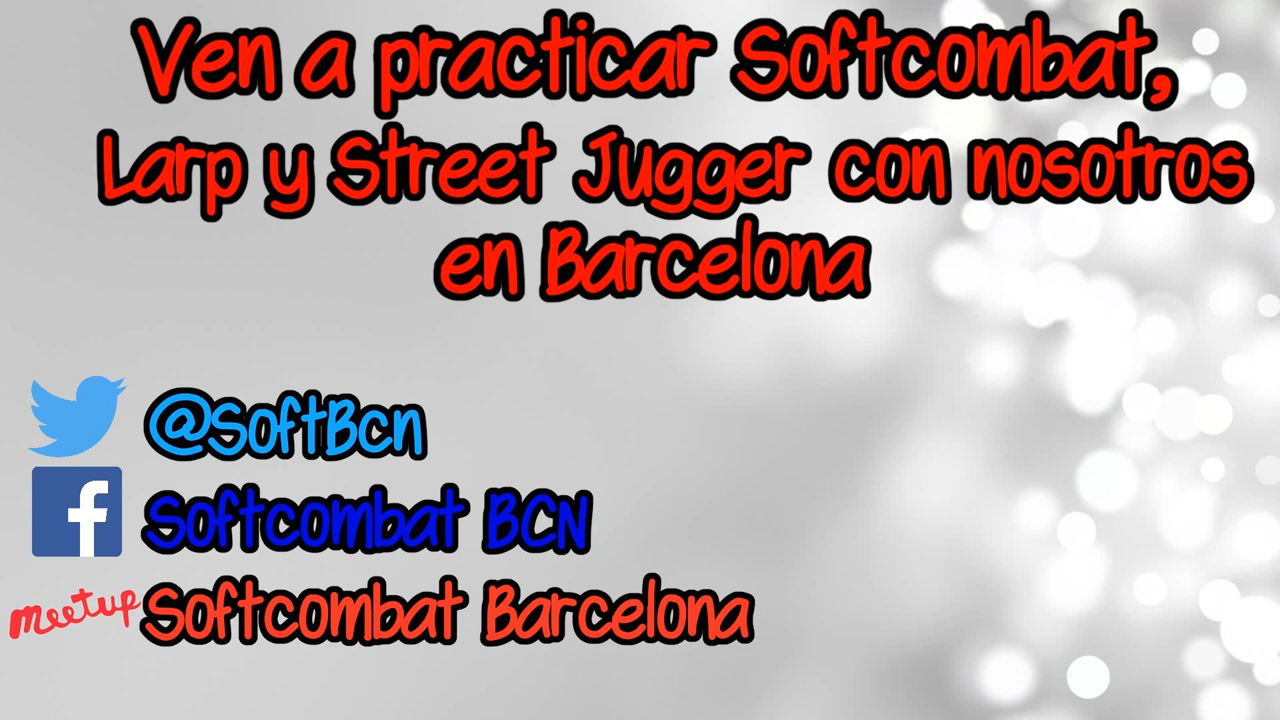 Ven a practicar Softcombat,
Larp y Street Jugger con nosotros
en Barcelona
@SoftBcn
f Softcombat BCN
meetup Softcombat Barcelona